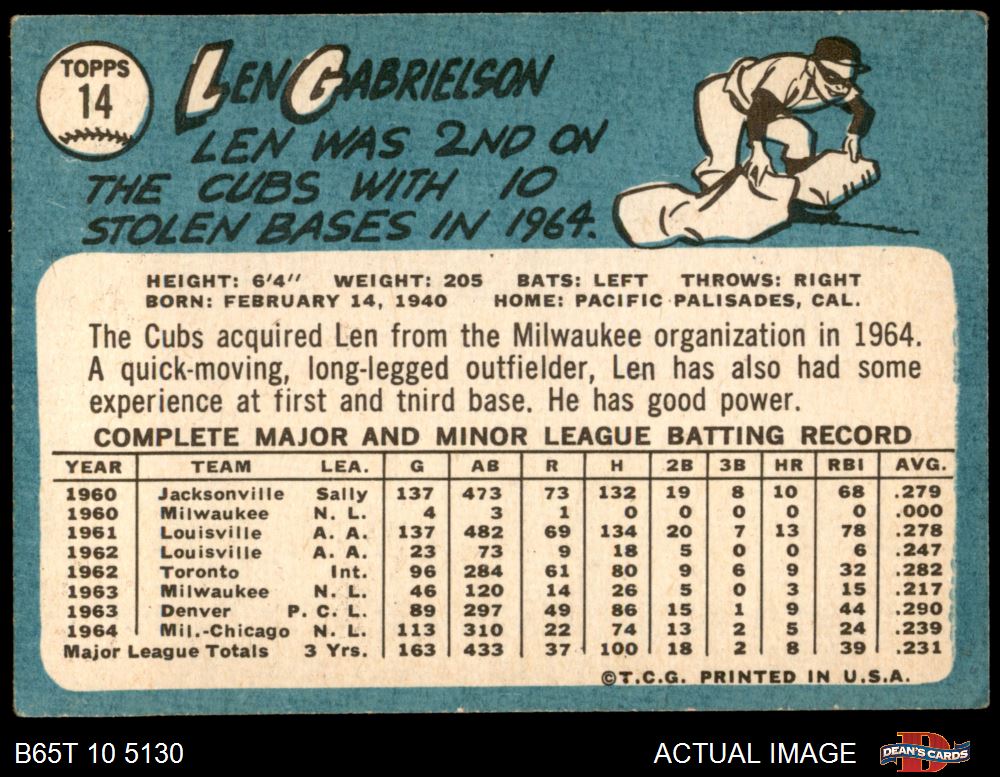 TOPPS
14
LEN GABRIELSON
LEN WAS 2ND ON
THE CUBS WITH 10
STOLEN BASES IN 1964.
HEIGHT: 6'4" WEIGHT: 205 BATS: LEFT THROWS: RIGHT
BORN: FEBRUARY 14, 1940 HOME: PACIFIC PALISADES, CAL.
The Cubs acquired Len from the Milwaukee organization in 1964.
A quick-moving, long-legged outfielder, Len has also had some
experience at first and tnird base. He has good power.
COMPLETE MAJOR AND MINOR LEAGUE BATTING RECORD
YEAR TEAM LEA. G AB R H 2B 3B HR RBI AVG.
1960 Jacksonville Sally 137 473 73 132 19 8 10 68 .279
1960 Milwaukee N. L. 4 3 1 0 0 0 0 0 .000
1961 Louisville A. A. 137 482 69 134 20 7 13 78 .278
1962 Louisville A. A. 23 73 9 18 5 0 0 6 .247
1962 Toronto Int. 96 284 61 80 9 6 9 32 .282
1963 Milwaukee N. L. 46 120 14 26 5 0 3 15 .217
1963 Denver P. C. L. 89 297 49 86 15 1 9 44 .290
1964 Mil.-Chicago N. L. 113 310 22 74 13 2 5 24 .239
Major League Totals 3 Yrs. 163 433 37 100 18 2 8 39 .231
©T.C.G. PRINTED IN U.S.A.
B65T 10 5130 ACTUAL IMAGE D DEAN'S CARDS